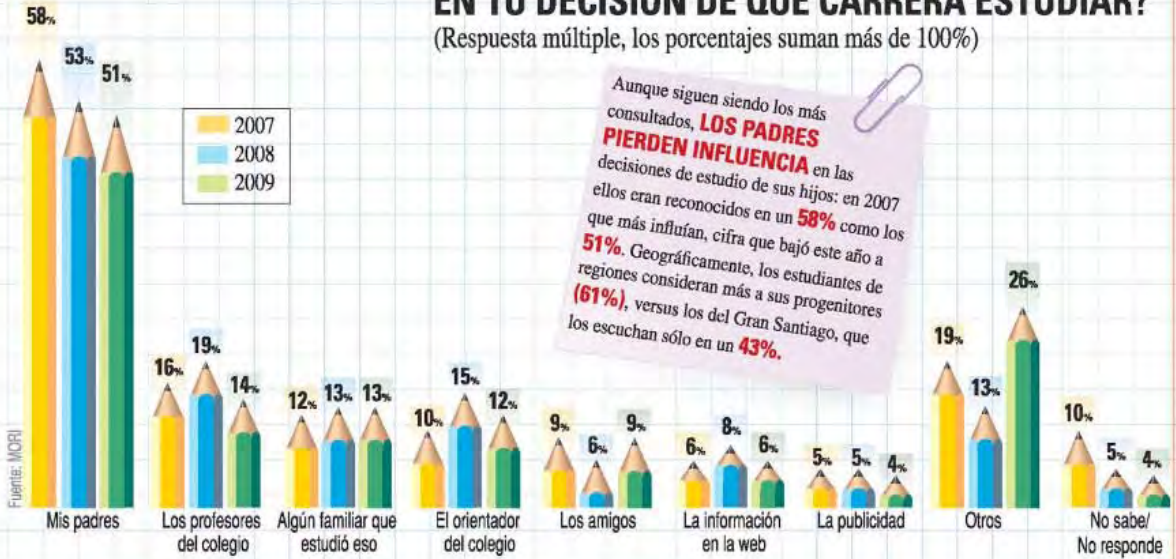 EN TU DECISIÓN DE QUÉ CARRERA ESTUDIAR?
(Respuesta múltiple, los porcentajes suman más de 100%)
Aunque siguen siendo los más
consultados, LOS PADRES
PIERDEN INFLUENCIA en las
decisiones de estudio de sus hijos: en 2007
ellos eran reconocidos en un 58% como los
que más influían, cifra que bajó este año a
51%. Geográficamente, los estudiantes de
regiones consideran más a sus progenitores
(61%), versus los del Gran Santiago, que
los escuchan sólo en un 43%.
2007
2008
2009
58% 53% 51%
16% 19% 14%
12% 13% 13%
10% 15% 12%
9% 6% 9%
6% 8% 6%
5% 5% 4%
19% 13% 26%
10% 5% 4%
Mis padres
Los profesores
del colegio
Algún familiar que
estudió eso
El orientador
del colegio
Los amigos
La información
en la web
La publicidad
Otros
No sabe/
No responde
Fuente: MORI